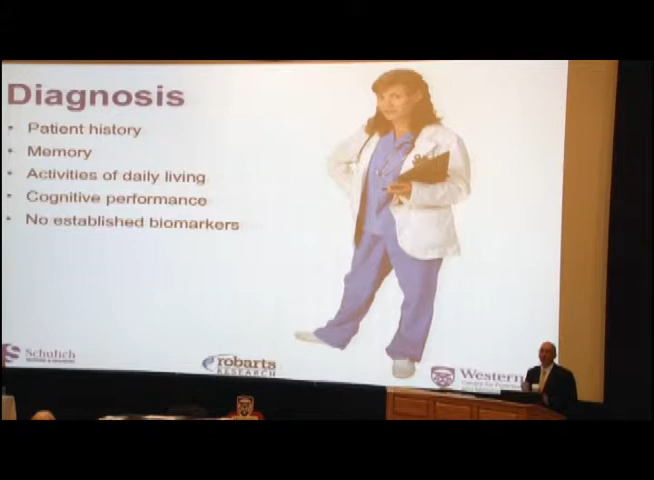 Diagnosis
• Patient history
• Memory
• Activities of daily living
• Cognitive performance
• No established biomarkers
Schulich
robarts
RESEARCH
Western